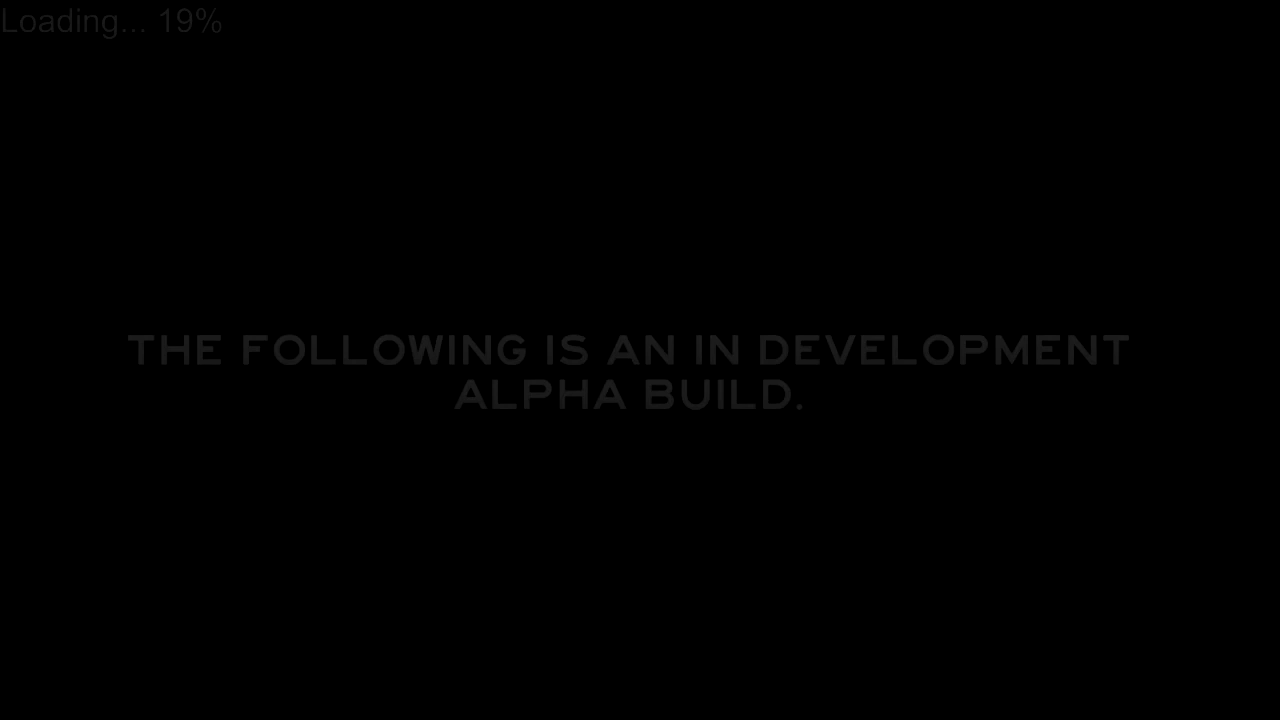 Loading... 19%
THE FOLLOWING IS AN IN DEVELOPMENT
ALPHA BUILD.